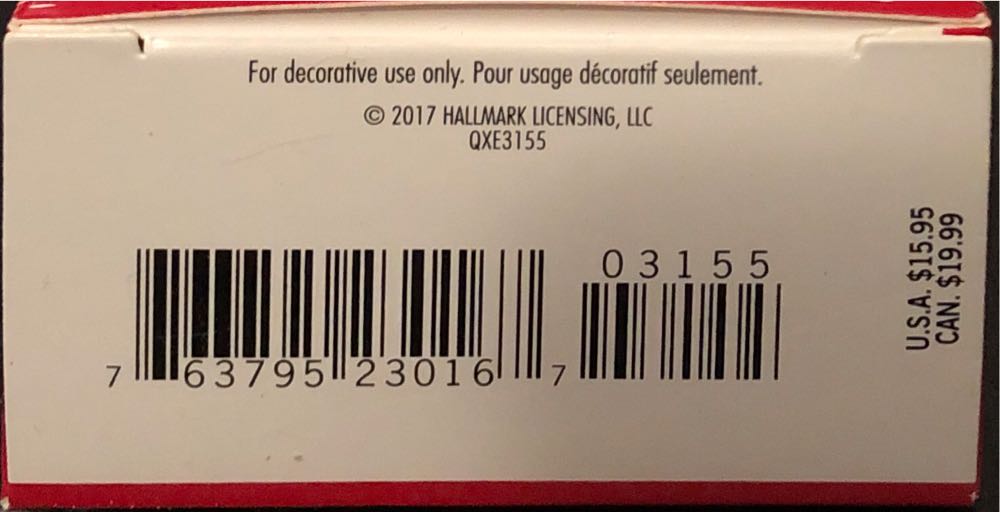 For decorative use only. Pour usage décoratif seulement.
© 2017 HALLMARK LICENSING, LLC
QXE3155
03155
7 63795 23016 7
U.S.A. $15.95
CAN. $19.99